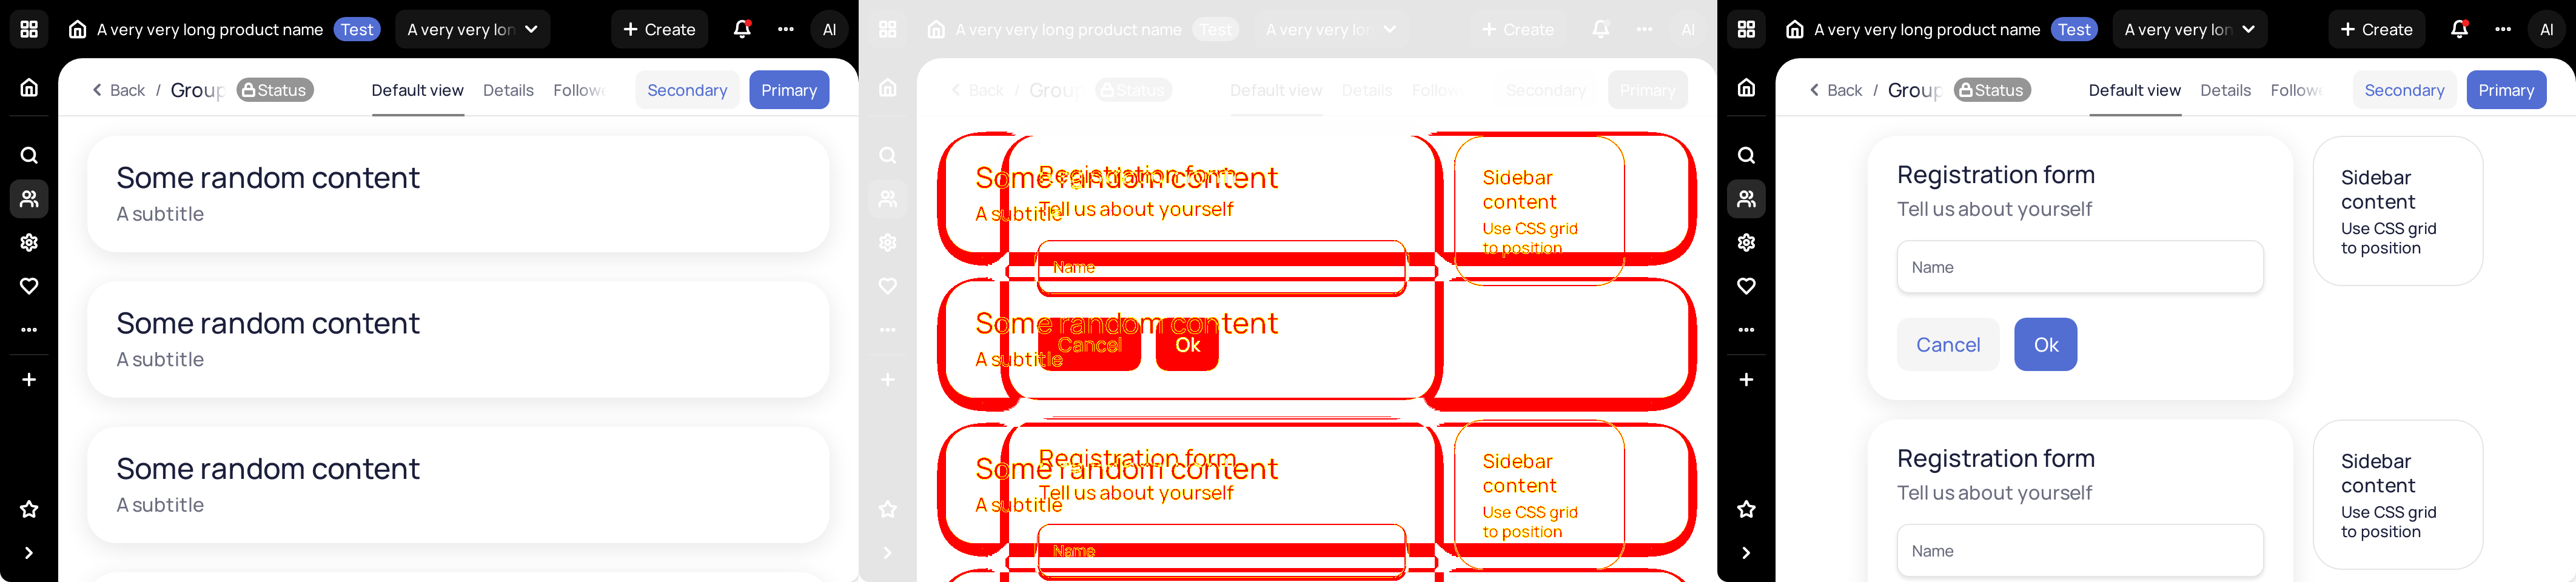 A very very long product name Test A very very lon Create AI
Back / Group Status Default view Details Followe Secondary Primary
Some random content
A subtitle
Some random content
A subtitle
Some random content
A subtitle
A very very long product name Test A very very lon Create AI
Back / Group Status Default view Details Follow Secondary Primary
Some random content
Registration form
A subtitle
Tell us about yourself
Name
Sidebar
content
Use CSS grid
to position
Some random content
Cancel Ok
A subtitle
Registration form
Some random content
Tell us about yourself
A subtitle
Name
Sidebar
content
Use CSS grid
to position
A very very long product name Test A very very lon Create AI
Back / Group Status Default view Details Followe Secondary Primary
Registration form
Tell us about yourself
Name
Cancel Ok
Sidebar
content
Use CSS grid
to position
Registration form
Tell us about yourself
Name
Sidebar
content
Use CSS grid
to position